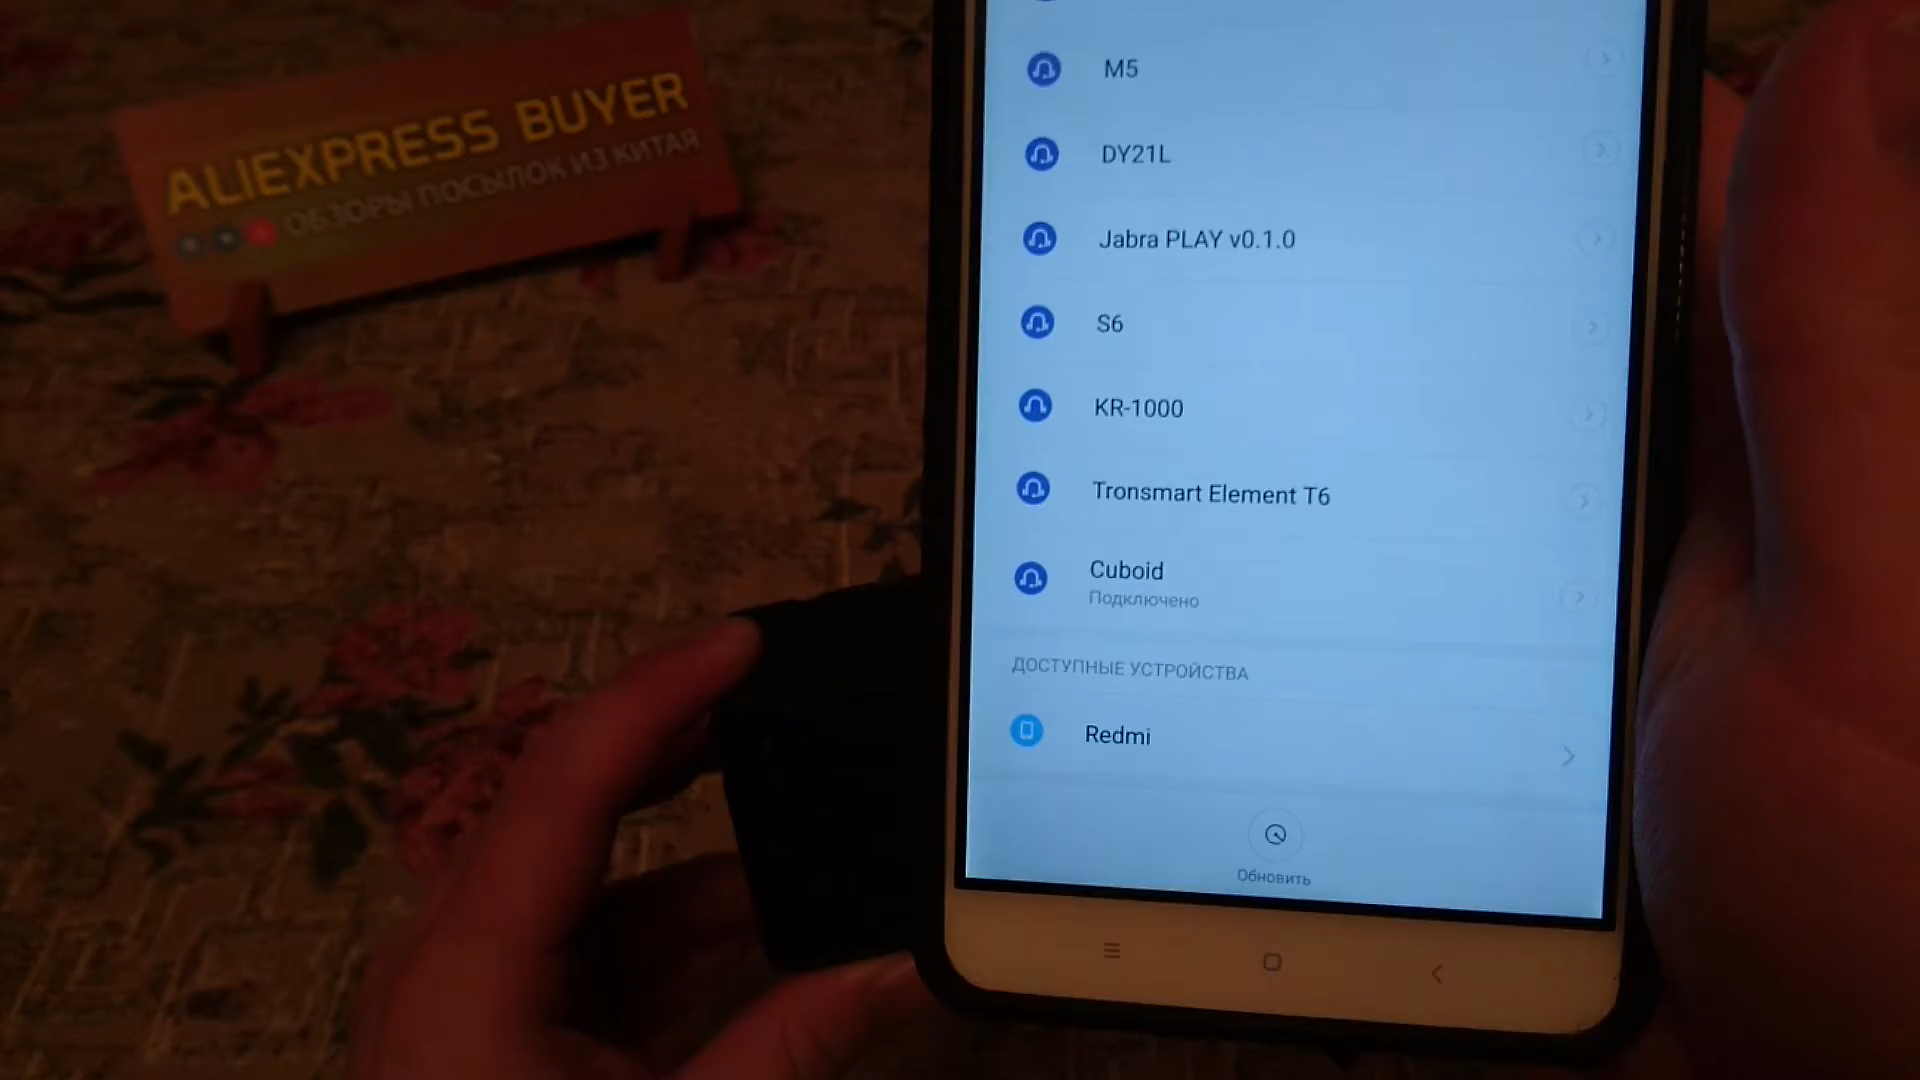 ALIEXPRESS BUYER
ОБЗОРЫ ПОСЫЛОК ИЗ КИТАЯ
M5
DY21L
Jabra PLAY v0.1.0
S6
KR-1000
Tronsmart Element T6
Cuboid
Подключено
ДОСТУПНЫЕ УСТРОЙСТВА
Redmi
Обновить